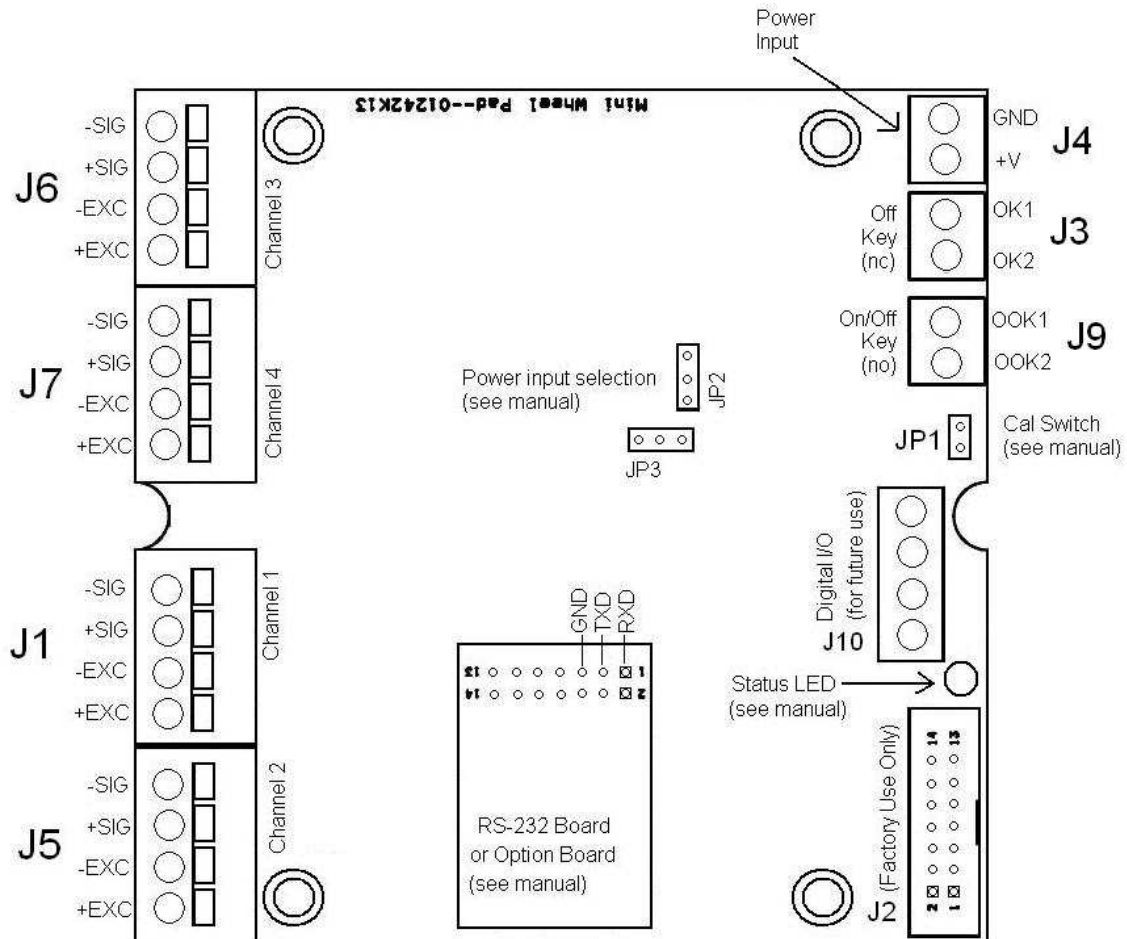 Power
Input
Mini Wheel Pad--01242K13
J6
-SIG
+SIG
-EXC
+EXC
Channel 3
GND
+V
J4
Off
Key
(nc)
OK1
OK2
J3
J7
-SIG
+SIG
-EXC
+EXC
Channel 4
On/Off
Key
(no)
OOK1
OOK2
J9
Power input selection
(see manual)
JP2
JP3
JP1
Cal Switch
(see manual)
J1
-SIG
+SIG
-EXC
+EXC
Channel 1
Digital I/O
(for future use)
J10
GND
TXD
RXD
13
1
14
2
Status LED
(see manual)
J5
-SIG
+SIG
-EXC
+EXC
Channel 2
RS-232 Board
or Option Board
(see manual)
J2
(Factory Use Only)
14
13
2
1